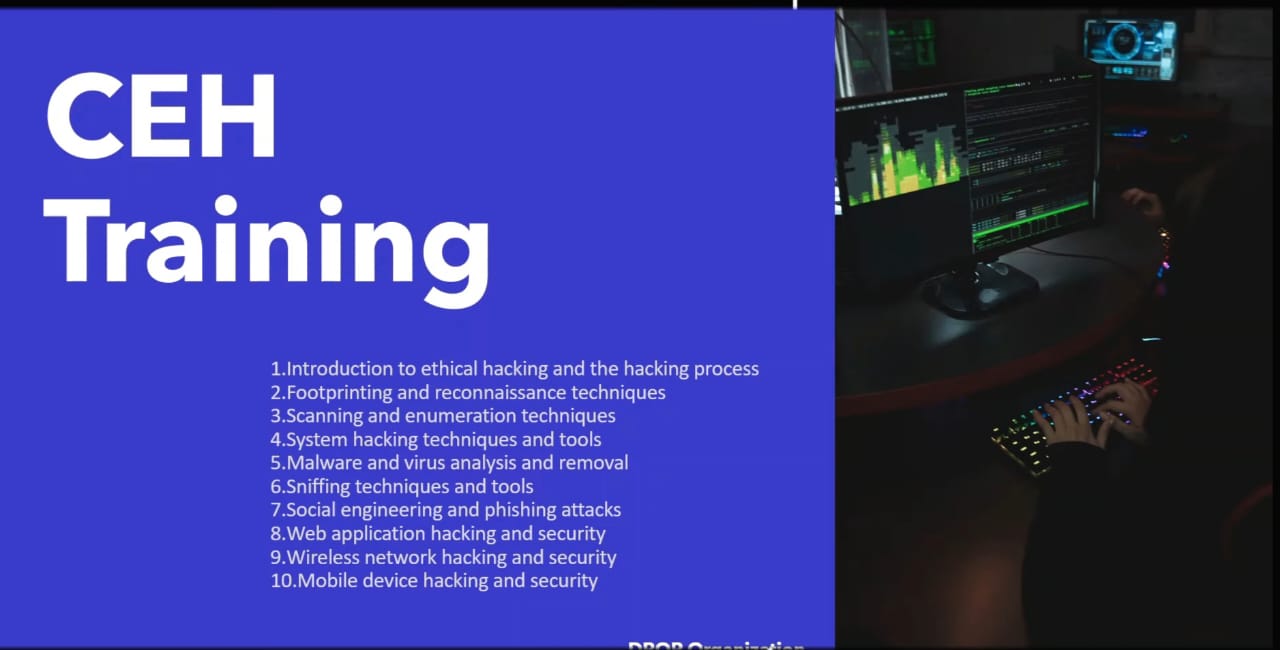 CEH
Training
1.Introduction to ethical hacking and the hacking process
2.Footprinting and reconnaissance techniques
3.Scanning and enumeration techniques
4.System hacking techniques and tools
5.Malware and virus analysis and removal
6.Sniffing techniques and tools
7.Social engineering and phishing attacks
8.Web application hacking and security
9.Wireless network hacking and security
10.Mobile device hacking and security
Organization